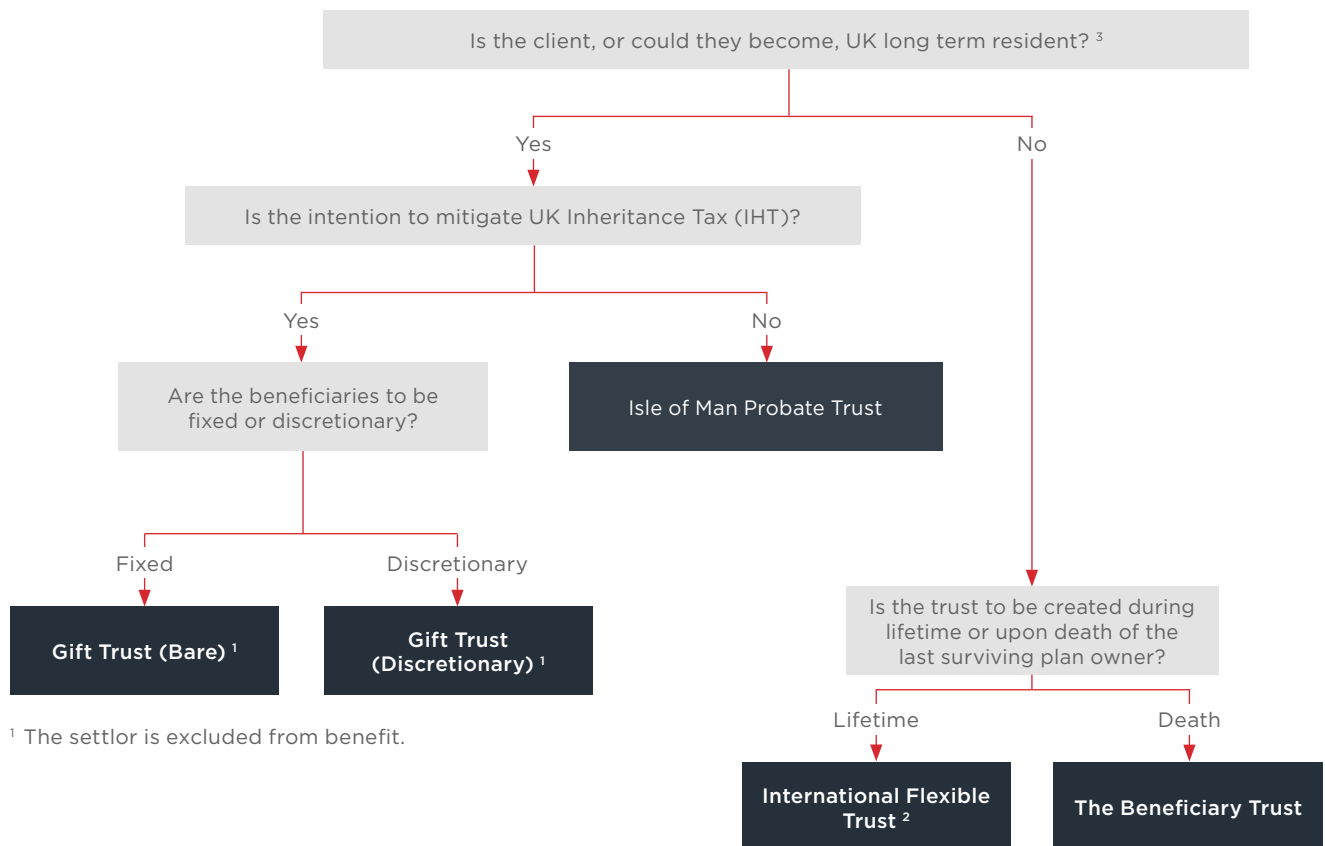 Is the client, or could they become, UK long term resident? ³
Yes
No
Is the intention to mitigate UK Inheritance Tax (IHT)?
Yes
No
Are the beneficiaries to be
fixed or discretionary?
Isle of Man Probate Trust
Fixed
Discretionary
Gift Trust (Bare) ¹
Gift Trust
(Discretionary) ¹
Is the trust to be created during
lifetime or upon death of the
last surviving plan owner?
¹ The settlor is excluded from benefit.
Lifetime
Death
International Flexible
Trust ²
The Beneficiary Trust